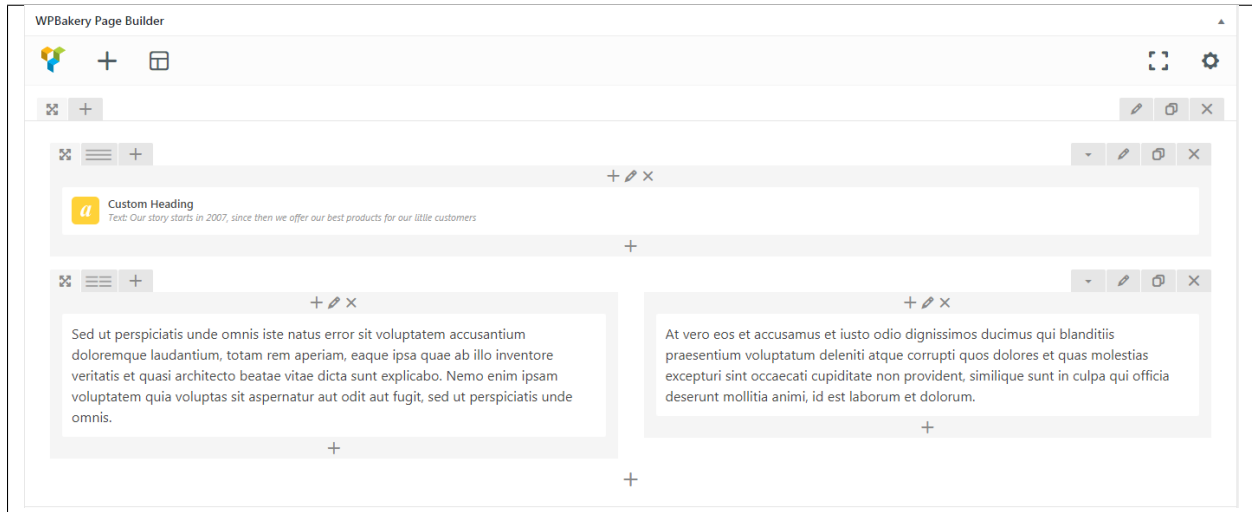 WPBakery Page Builder
a
Custom Heading
Text: Our story starts in 2007, since then we offer our best products for our little customers
Sed ut perspiciatis unde omnis iste natus error sit voluptatem accusantium
doloremque laudantium, totam rem aperiam, eaque ipsa quae ab illo inventore
veritatis et quasi architecto beatae vitae dicta sunt explicabo. Nemo enim ipsam
voluptatem quia voluptas sit aspernatur aut odit aut fugit, sed ut perspiciatis unde
omnis.
At vero eos et accusamus et iusto odio dignissimos ducimus qui blanditiis
praesentium voluptatum deleniti atque corrupti quos dolores et quas molestias
excepturi sint occaecati cupiditate non provident, similique sunt in culpa qui officia
deserunt mollitia animi, id est laborum et dolorum.